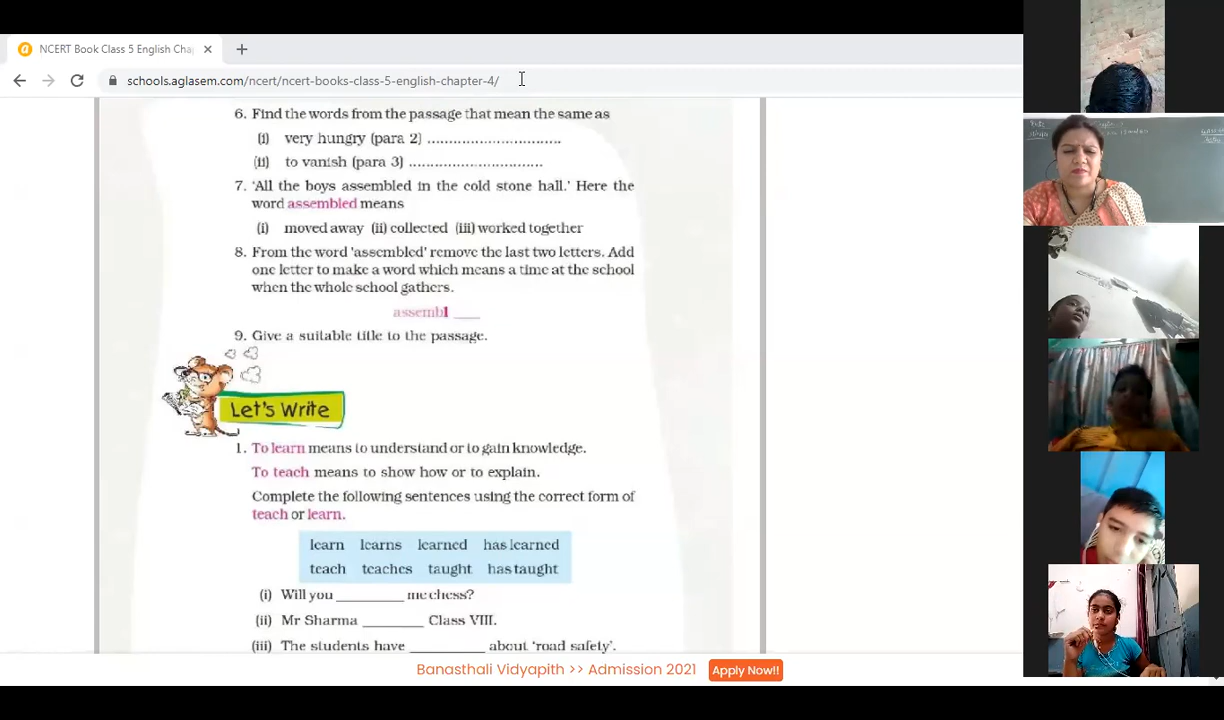 NCERT Book Class 5 English Cha
schools.aglasem.com/ncert/ncert-books-class-5-english-chapter-4/
6. Find the words from the passage that mean the same as
(i) very hungry (para 2) ..............................
(ii) to vanish (para 3) ..............................
7. 'All the boys assembled in the cold stone hall.' Here the
word assembled means
(i) moved away (ii) collected (iii) worked together
8. From the word 'assembled' remove the last two letters. Add
one letter to make a word which means a time at the school
when the whole school gathers.
assembl ___
9. Give a suitable title to the passage.
Let's Write
1. To learn means to understand or to gain knowledge.
To teach means to show how or to explain.
Complete the following sentences using the correct form of
teach or learn.
learn learns learned has learned
teach teaches taught has taught
(i) Will you ________ me chess?
(ii) Mr Sharma ________ Class VIII.
(iii) The students have _________ about 'road safety'.
Banasthali Vidyapith >> Admission 2021 Apply Now!!